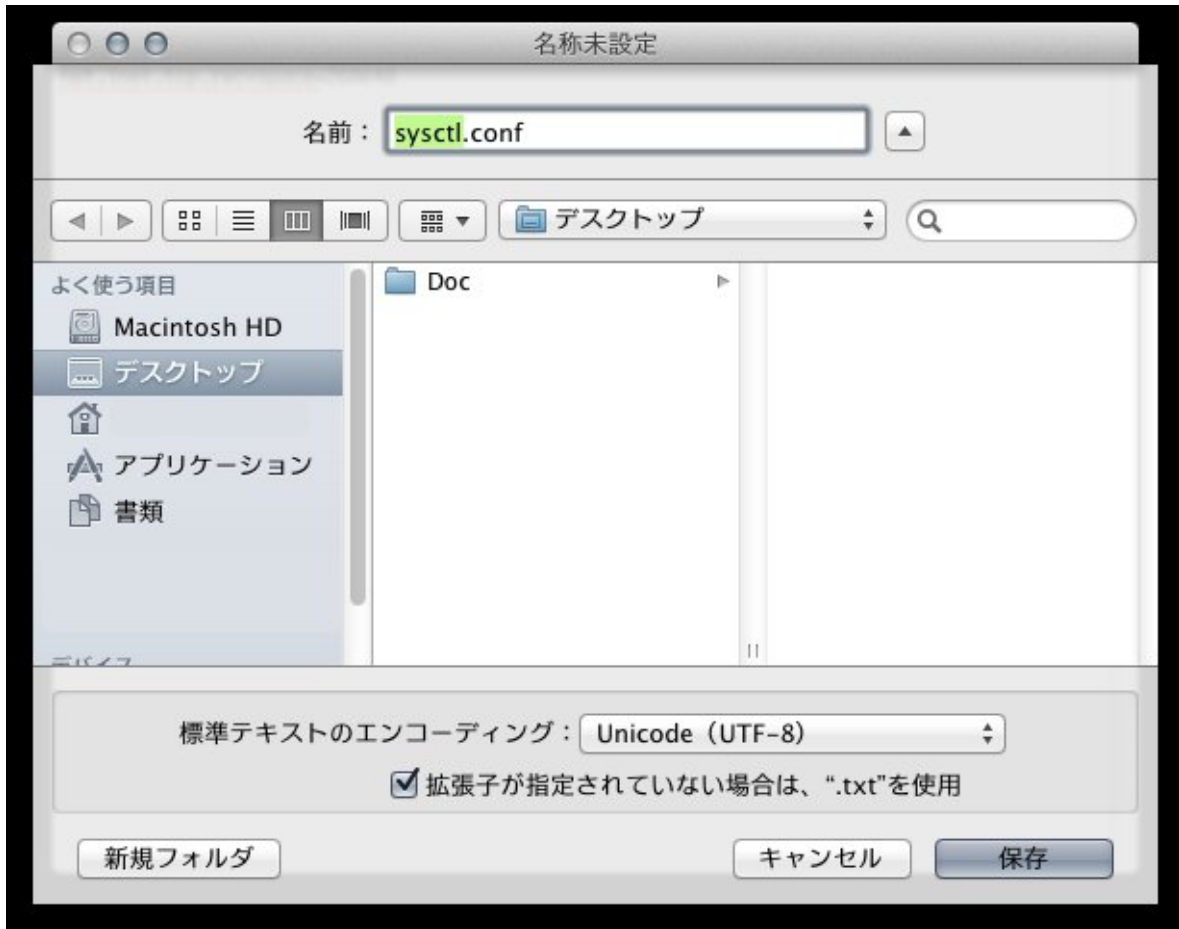 名称未設定
名前： sysctl.conf
デスクトップ
よく使う項目
Macintosh HD
デスクトップ
アプリケーション
書類
デバイス
Doc
標準テキストのエンコーディング： Unicode（UTF-8）
拡張子が指定されていない場合は、“.txt”を使用
新規フォルダ キャンセル 保存